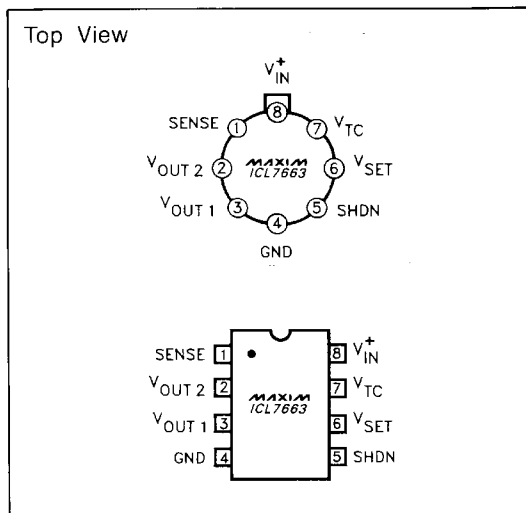 Top View
V+IN
8
SENSE 1 7 VTC
VOUT 2 2 MAXIM ICL7663 6 VSET
VOUT 1 3 5 SHDN
4
GND
SENSE 1 8 V+IN
VOUT 2 2 7 VTC
MAXIM
ICL7663
VOUT 1 3 6 VSET
GND 4 5 SHDN